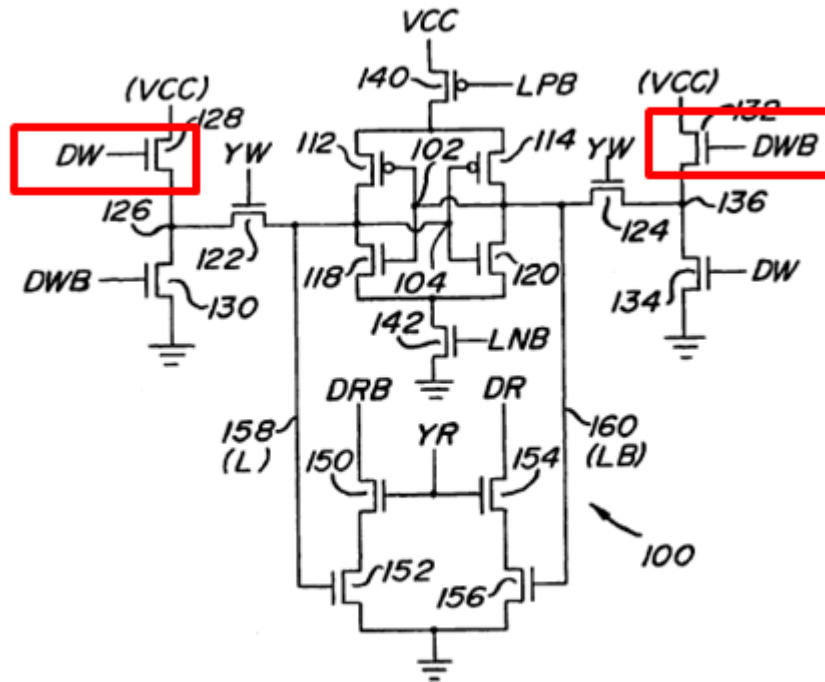 VCC
140
LPB
(VCC)
(VCC)
128
132
DW
YW
112
102
114
YW
DWB
126
136
122
124
DWB
118
104
120
DW
130
134
142
LNB
DRB
DR
158
(L)
YR
160
(LB)
150
154
152
156
100